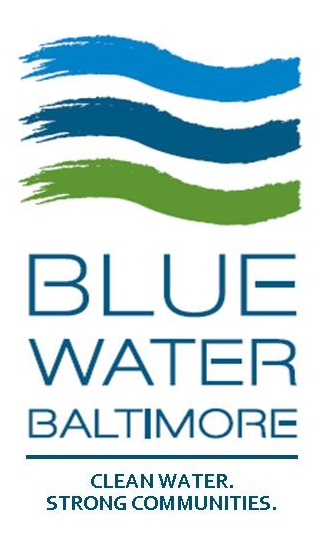 BLUE
WATER
BALTIMORE
CLEAN WATER.
STRONG COMMUNITIES.